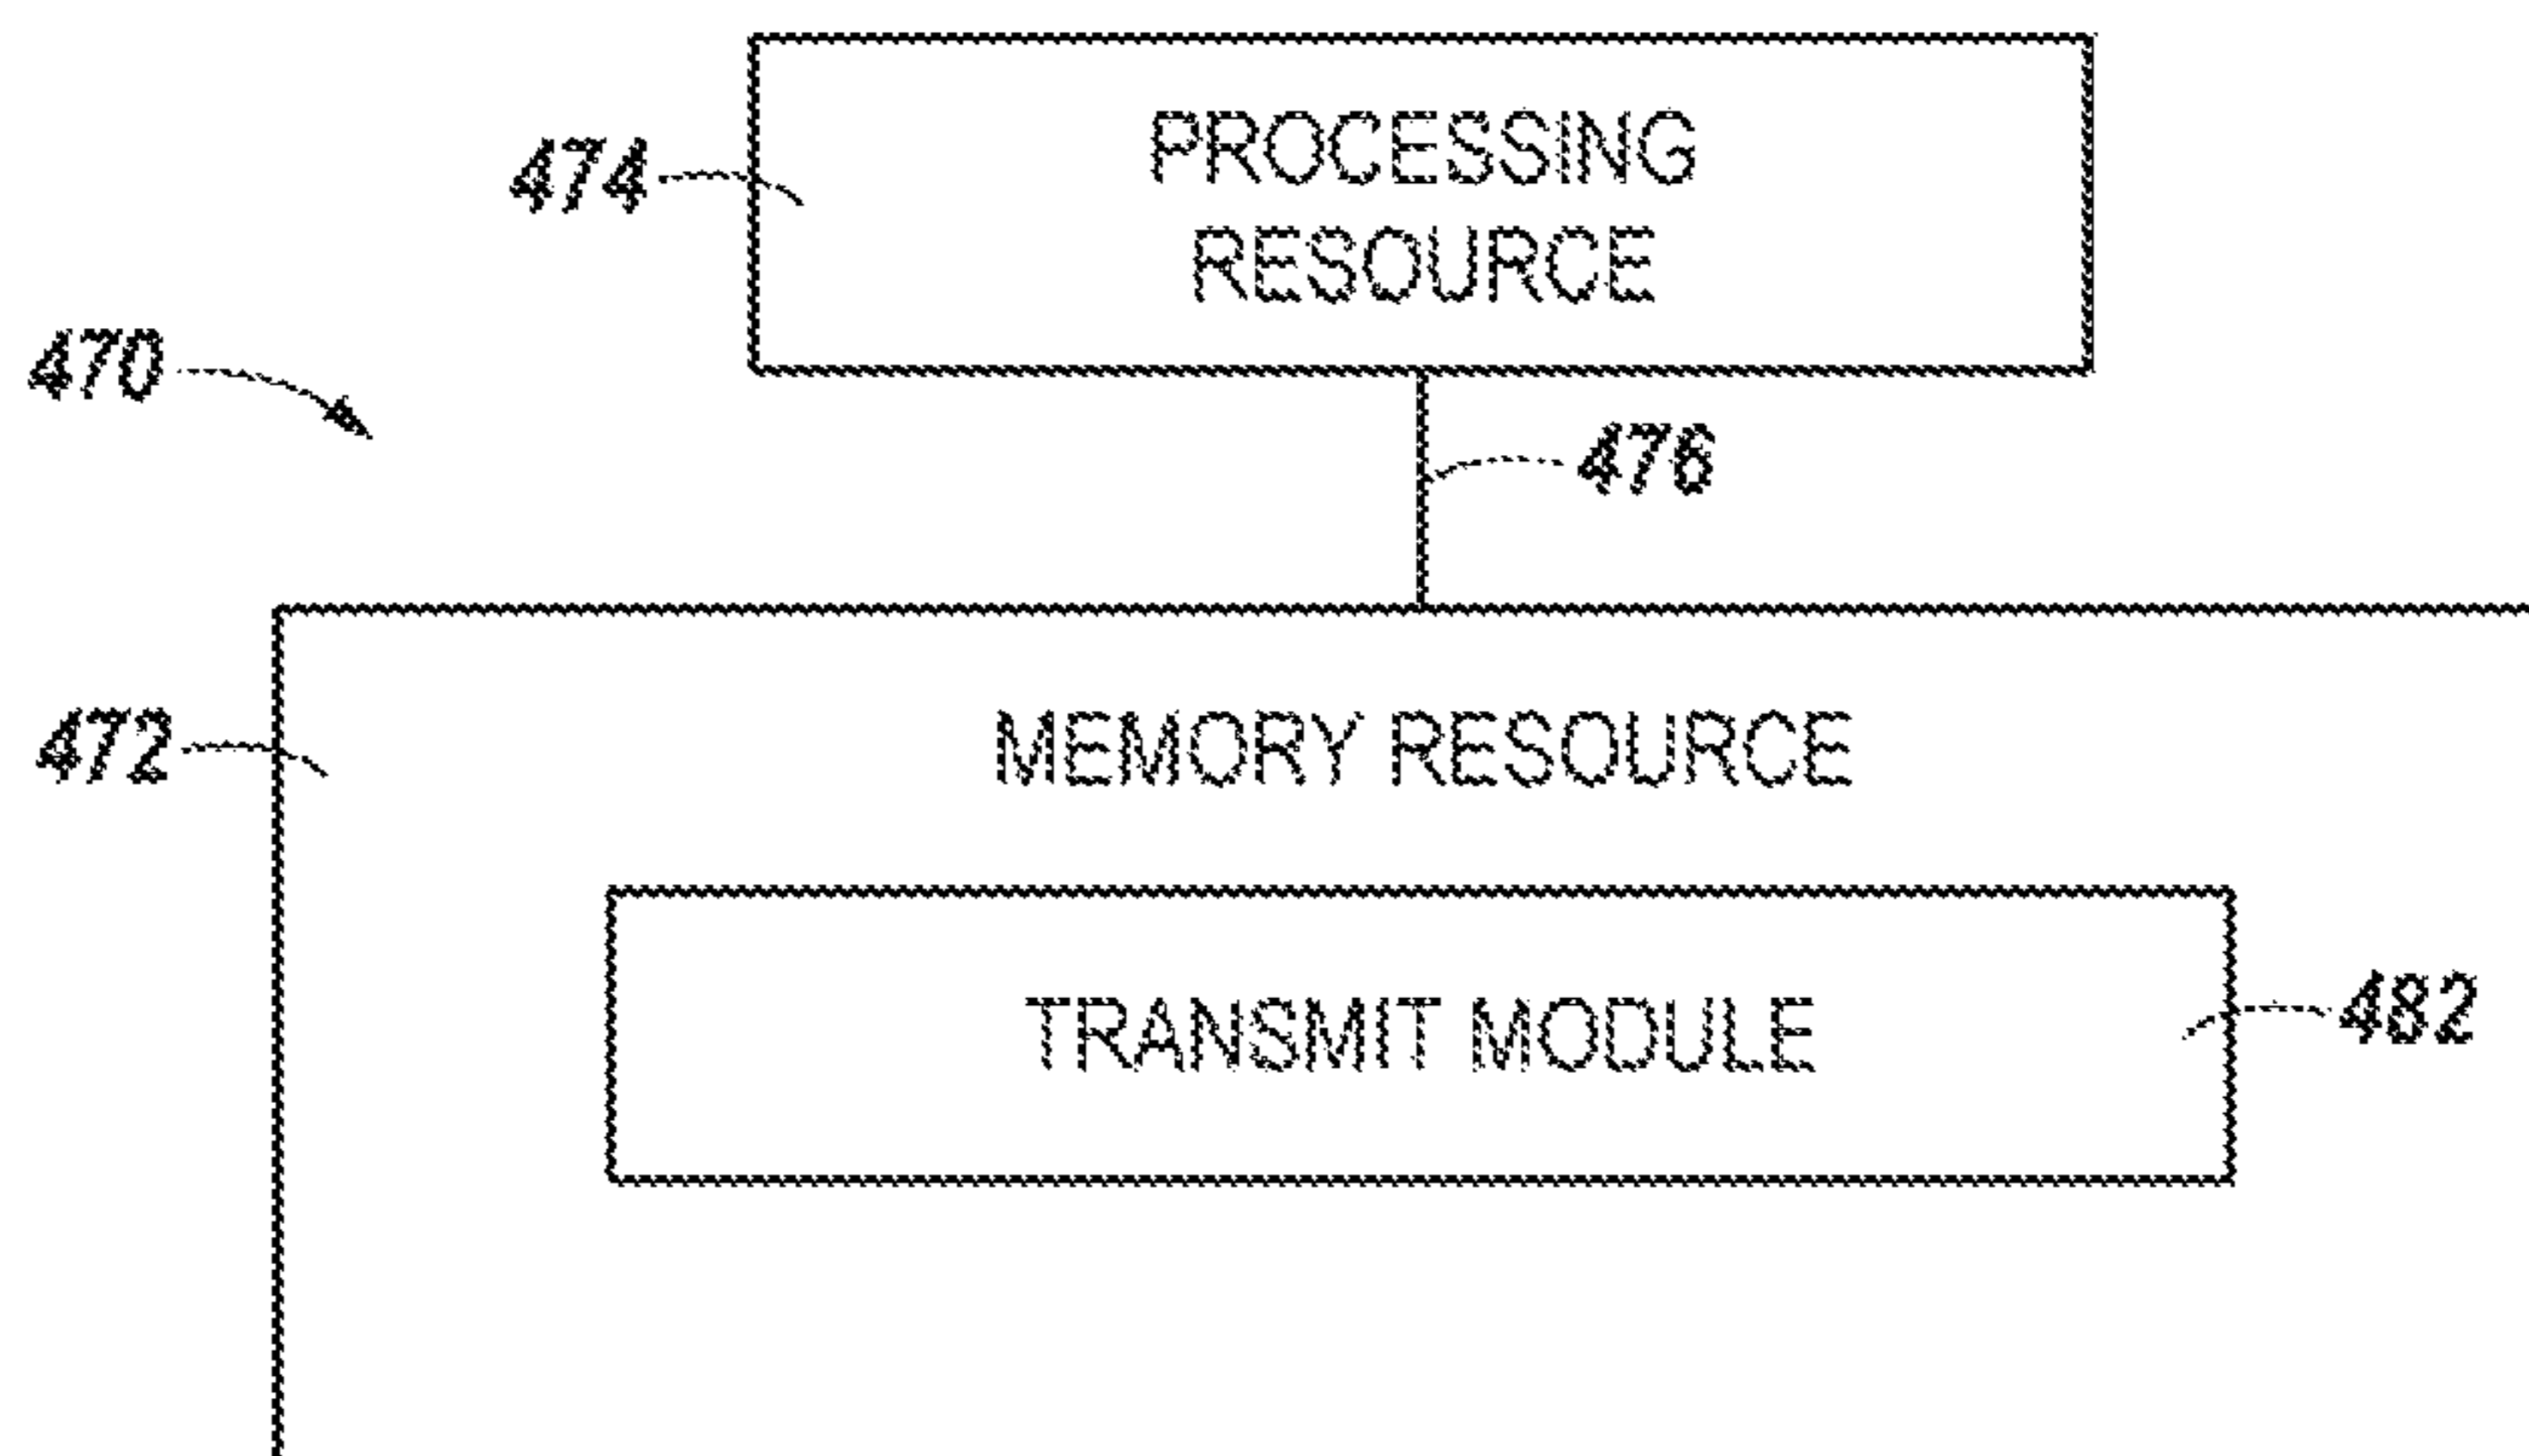 PROCESSING
RESOURCE
474
470
476
MEMORY RESOURCE
472
TRANSMIT MODULE
482